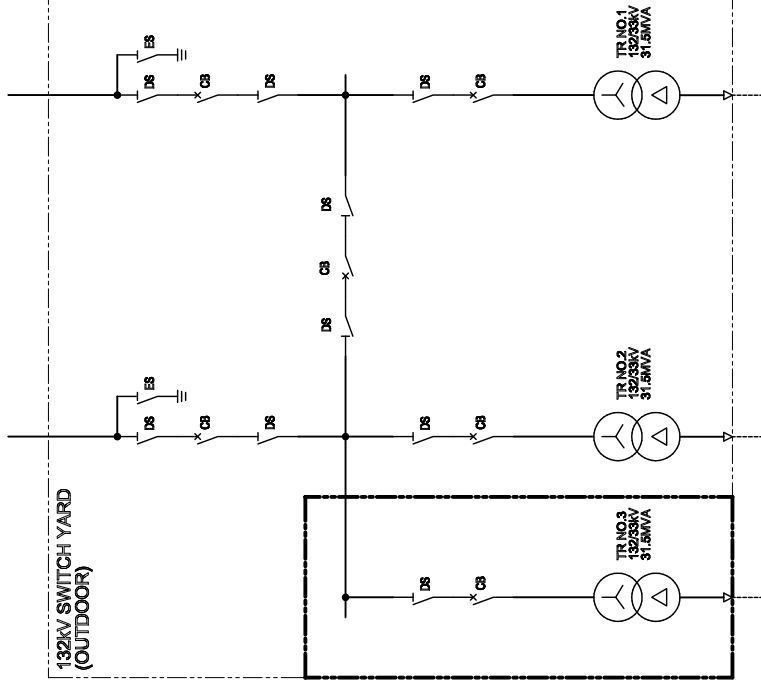 TR NO.1
132/33kV
31.5MVA
ES
DS
CB
DS
DS
CB
DS
CB
DS
TR NO.2
132/33kV
31.5MVA
ES
DS
CB
DS
DS
CB
132kV SWITCH YARD
(OUTDOOR)
TR NO.3
132/33kV
31.5MVA
DS
CB